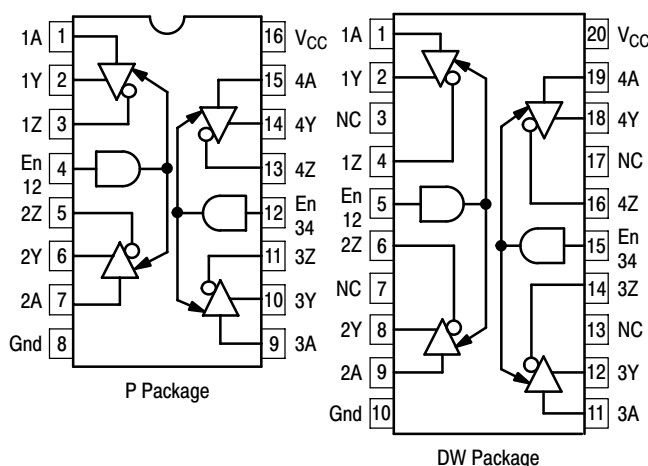 1A 1
1Y 2
1Z 3
En
12 4
2Z 5
2Y 6
2A 7
Gnd 8
16 VCC
15 4A
14 4Y
13 4Z
12 En
34
11 3Z
10 3Y
9 3A
P Package
1A 1
1Y 2
NC 3
1Z 4
En
12 5
2Z 6
NC 7
2Y 8
2A 9
Gnd 10
20 VCC
19 4A
18 4Y
17 NC
16 4Z
15 En
34
14 3Z
13 NC
12 3Y
11 3A
DW Package